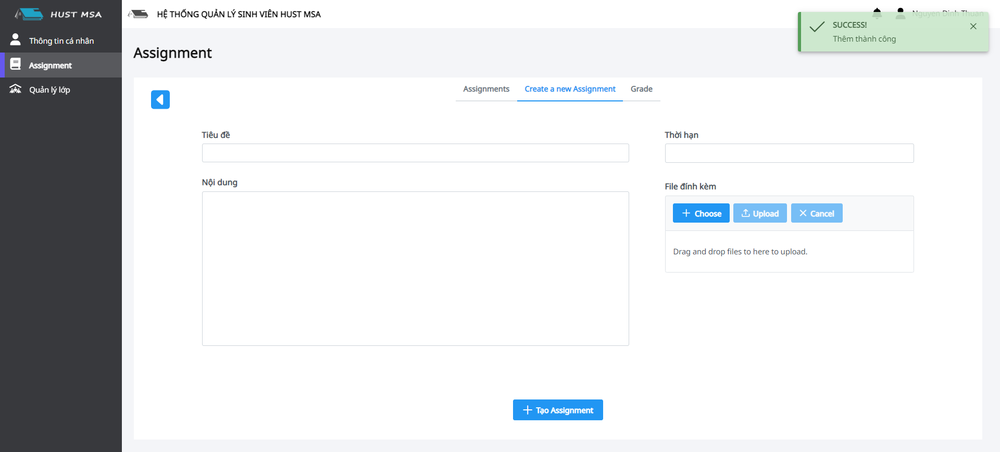 HUST MSA
Thông tin cá nhân
Assignment
Quản lý lớp
HỆ THỐNG QUẢN LÝ SINH VIÊN HUST MSA
Nguyen Dinh Thuan
SUCCESS!
Thêm thành công
Assignment
Assignments
Create a new Assignment
Grade
Tiêu đề
Thời hạn
Nội dung
File đính kèm
Choose
Upload
Cancel
Drag and drop files to here to upload.
Tạo Assignment